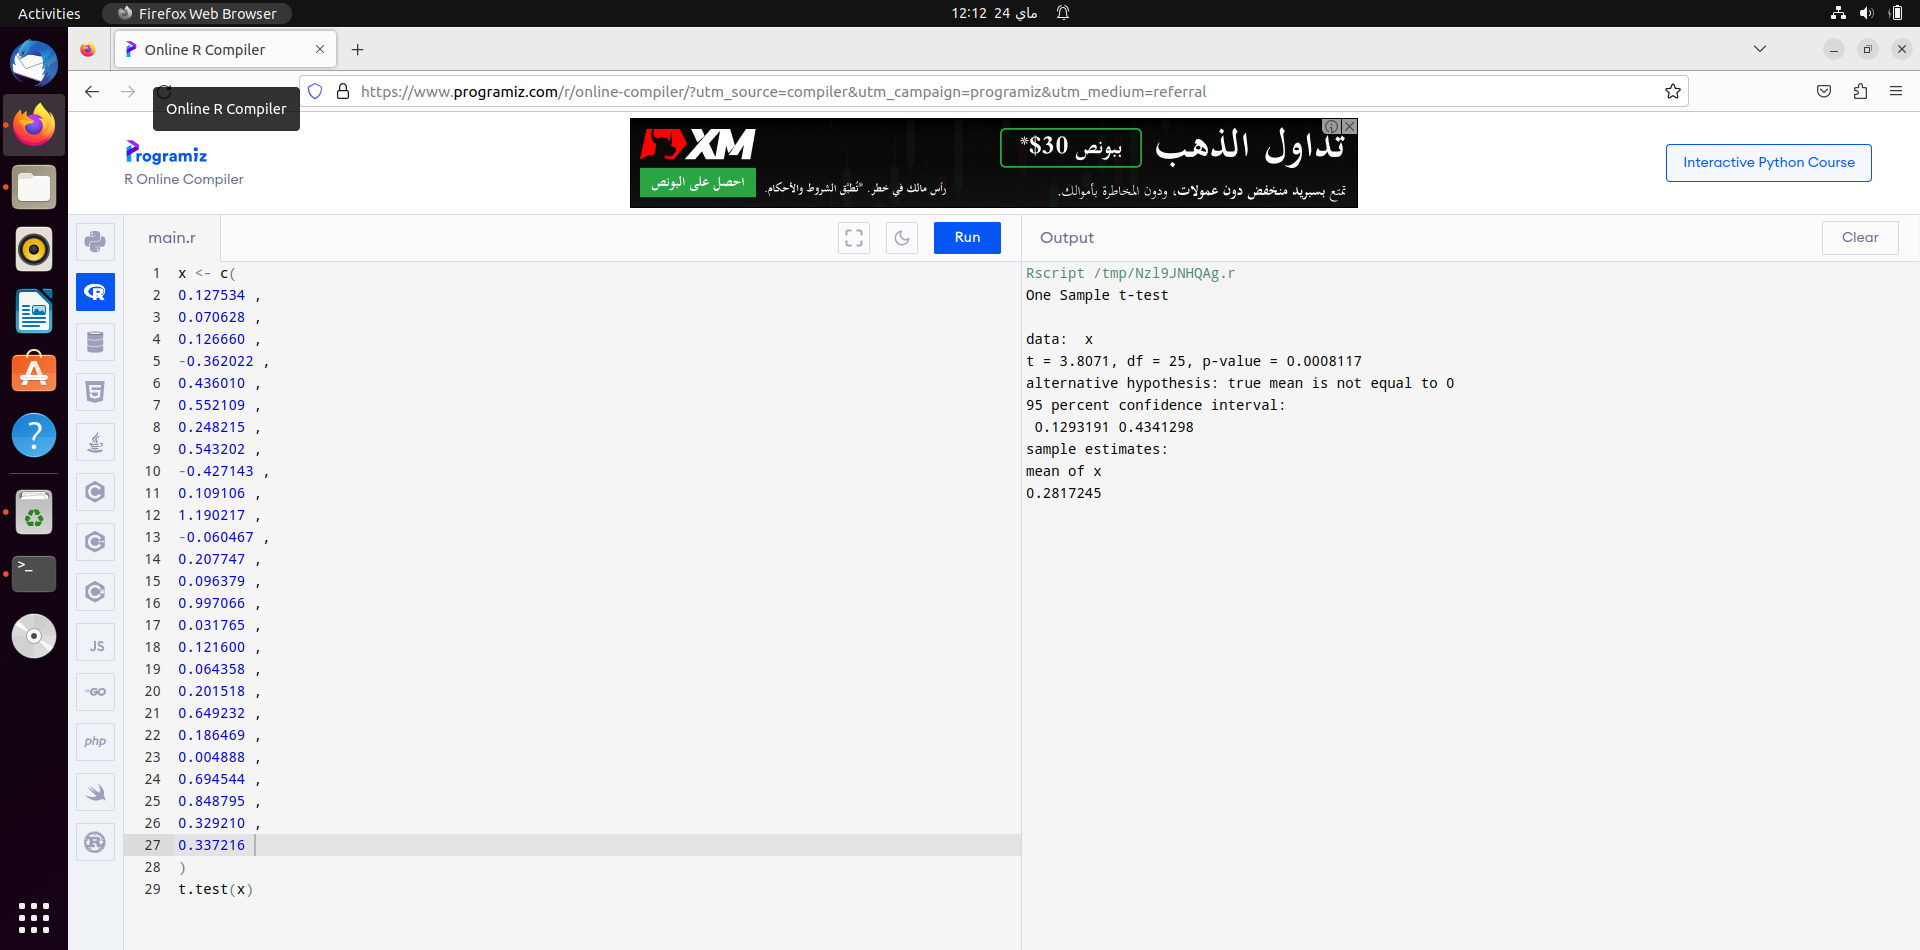 Activities
Firefox Web Browser
12:12 24 ماي
Online R Compiler
https://www.programiz.com/r/online-compiler/?utm_source=compiler&utm_campaign=programiz&utm_medium=referral
Online R Compiler
Programiz
R Online Compiler
XM
احصل على البونص
تداول الذهب
ببونص 30$*
رأس مالك في خطر. *تُطبَّق الشروط والأحكام.
تمتع بسبريد منخفض دون عمولات، ودون المخاطرة بأموالك.
Interactive Python Course
main.r
Run
Output
Clear
JS
GO
php
1 x <- c(
2 0.127534 ,
3 0.070628 ,
4 0.126660 ,
5 -0.362022 ,
6 0.436010 ,
7 0.552109 ,
8 0.248215 ,
9 0.543202 ,
10 -0.427143 ,
11 0.109106 ,
12 1.190217 ,
13 -0.060467 ,
14 0.207747 ,
15 0.096379 ,
16 0.997066 ,
17 0.031765 ,
18 0.121600 ,
19 0.064358 ,
20 0.201518 ,
21 0.649232 ,
22 0.186469 ,
23 0.004888 ,
24 0.694544 ,
25 0.848795 ,
26 0.329210 ,
27 0.337216
28 )
29 t.test(x)
Rscript /tmp/Nzl9JNHQAg.r
One Sample t-test
data:  x
t = 3.8071, df = 25, p-value = 0.0008117
alternative hypothesis: true mean is not equal to 0
95 percent confidence interval:
0.1293191 0.4341298
sample estimates:
mean of x
0.2817245